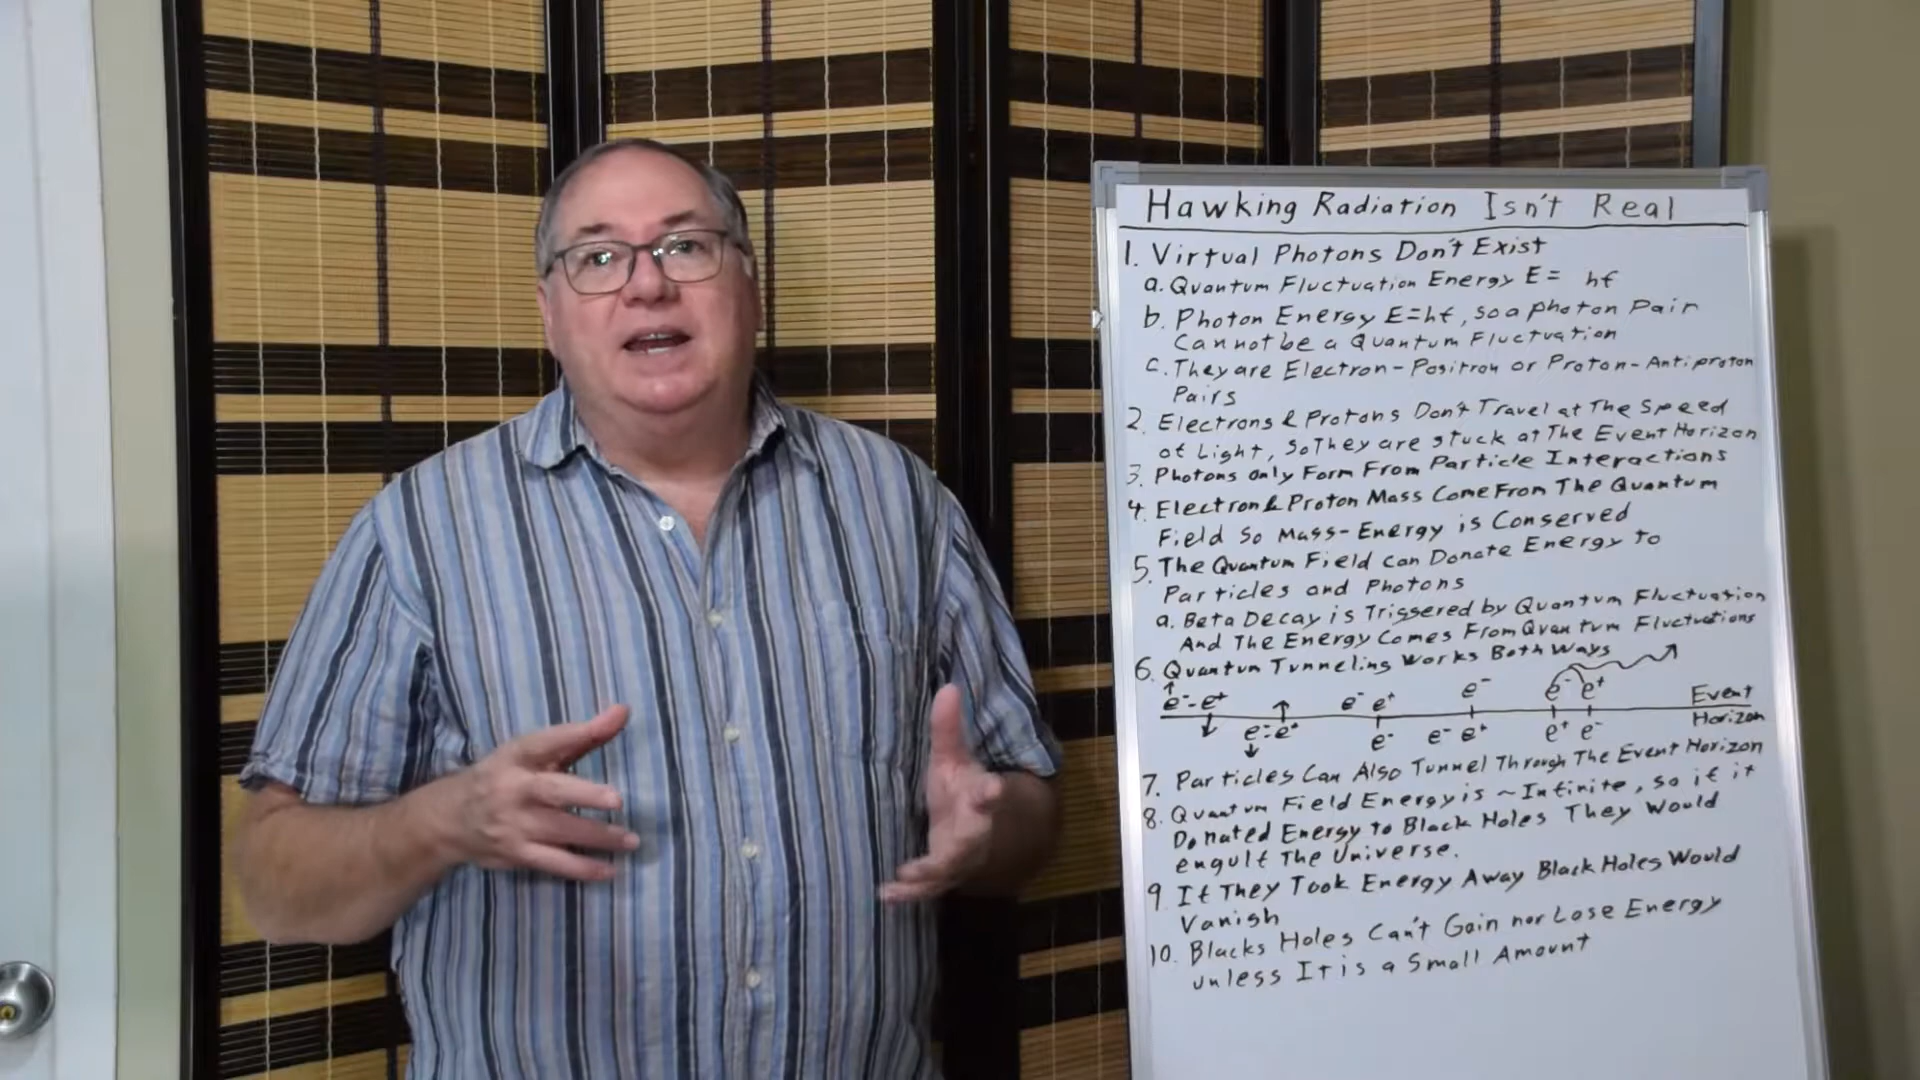 Hawking Radiation Isn't Real
1. Virtual Photons Don't Exist
a. Quantum Fluctuation Energy E= hf
b. Photon Energy E=hf, so a photon Pair
Cannot be a Quantum Fluctuation
c. They are Electron-Positron or Proton-Antiproton
Pairs
2. Electrons & Protons Don't Travel at The Speed
of Light, So They are stuck at The Event Horizon
3. Photons only Form From Particle Interactions
4. Electron & Proton Mass Come From The Quantum
Field So Mass-Energy is Conserved
5. The Quantum Field can Donate Energy to
Particles and Photons
a. Beta Decay is Triggered by Quantum Fluctuation
And The Energy Comes From Quantum Fluctuations
6. Quantum Tunneling Works Both Ways
e⁻-e⁺ e⁻ e⁺ e⁻ e⁻ e⁺ Event
e⁻-e⁺ e⁻ e⁻ e⁺ e⁺ e⁻ Horizon
7. Particles Can Also Tunnel Through The Event Horizon
8. Quantum Field Energy is ~Infinite, so if it
Donated Energy to Black Holes They Would
engulf The Universe.
9 If They Took Energy Away Black Holes Would
Vanish
10. Blacks Holes Can't Gain nor Lose Energy
unless It is a Small Amount